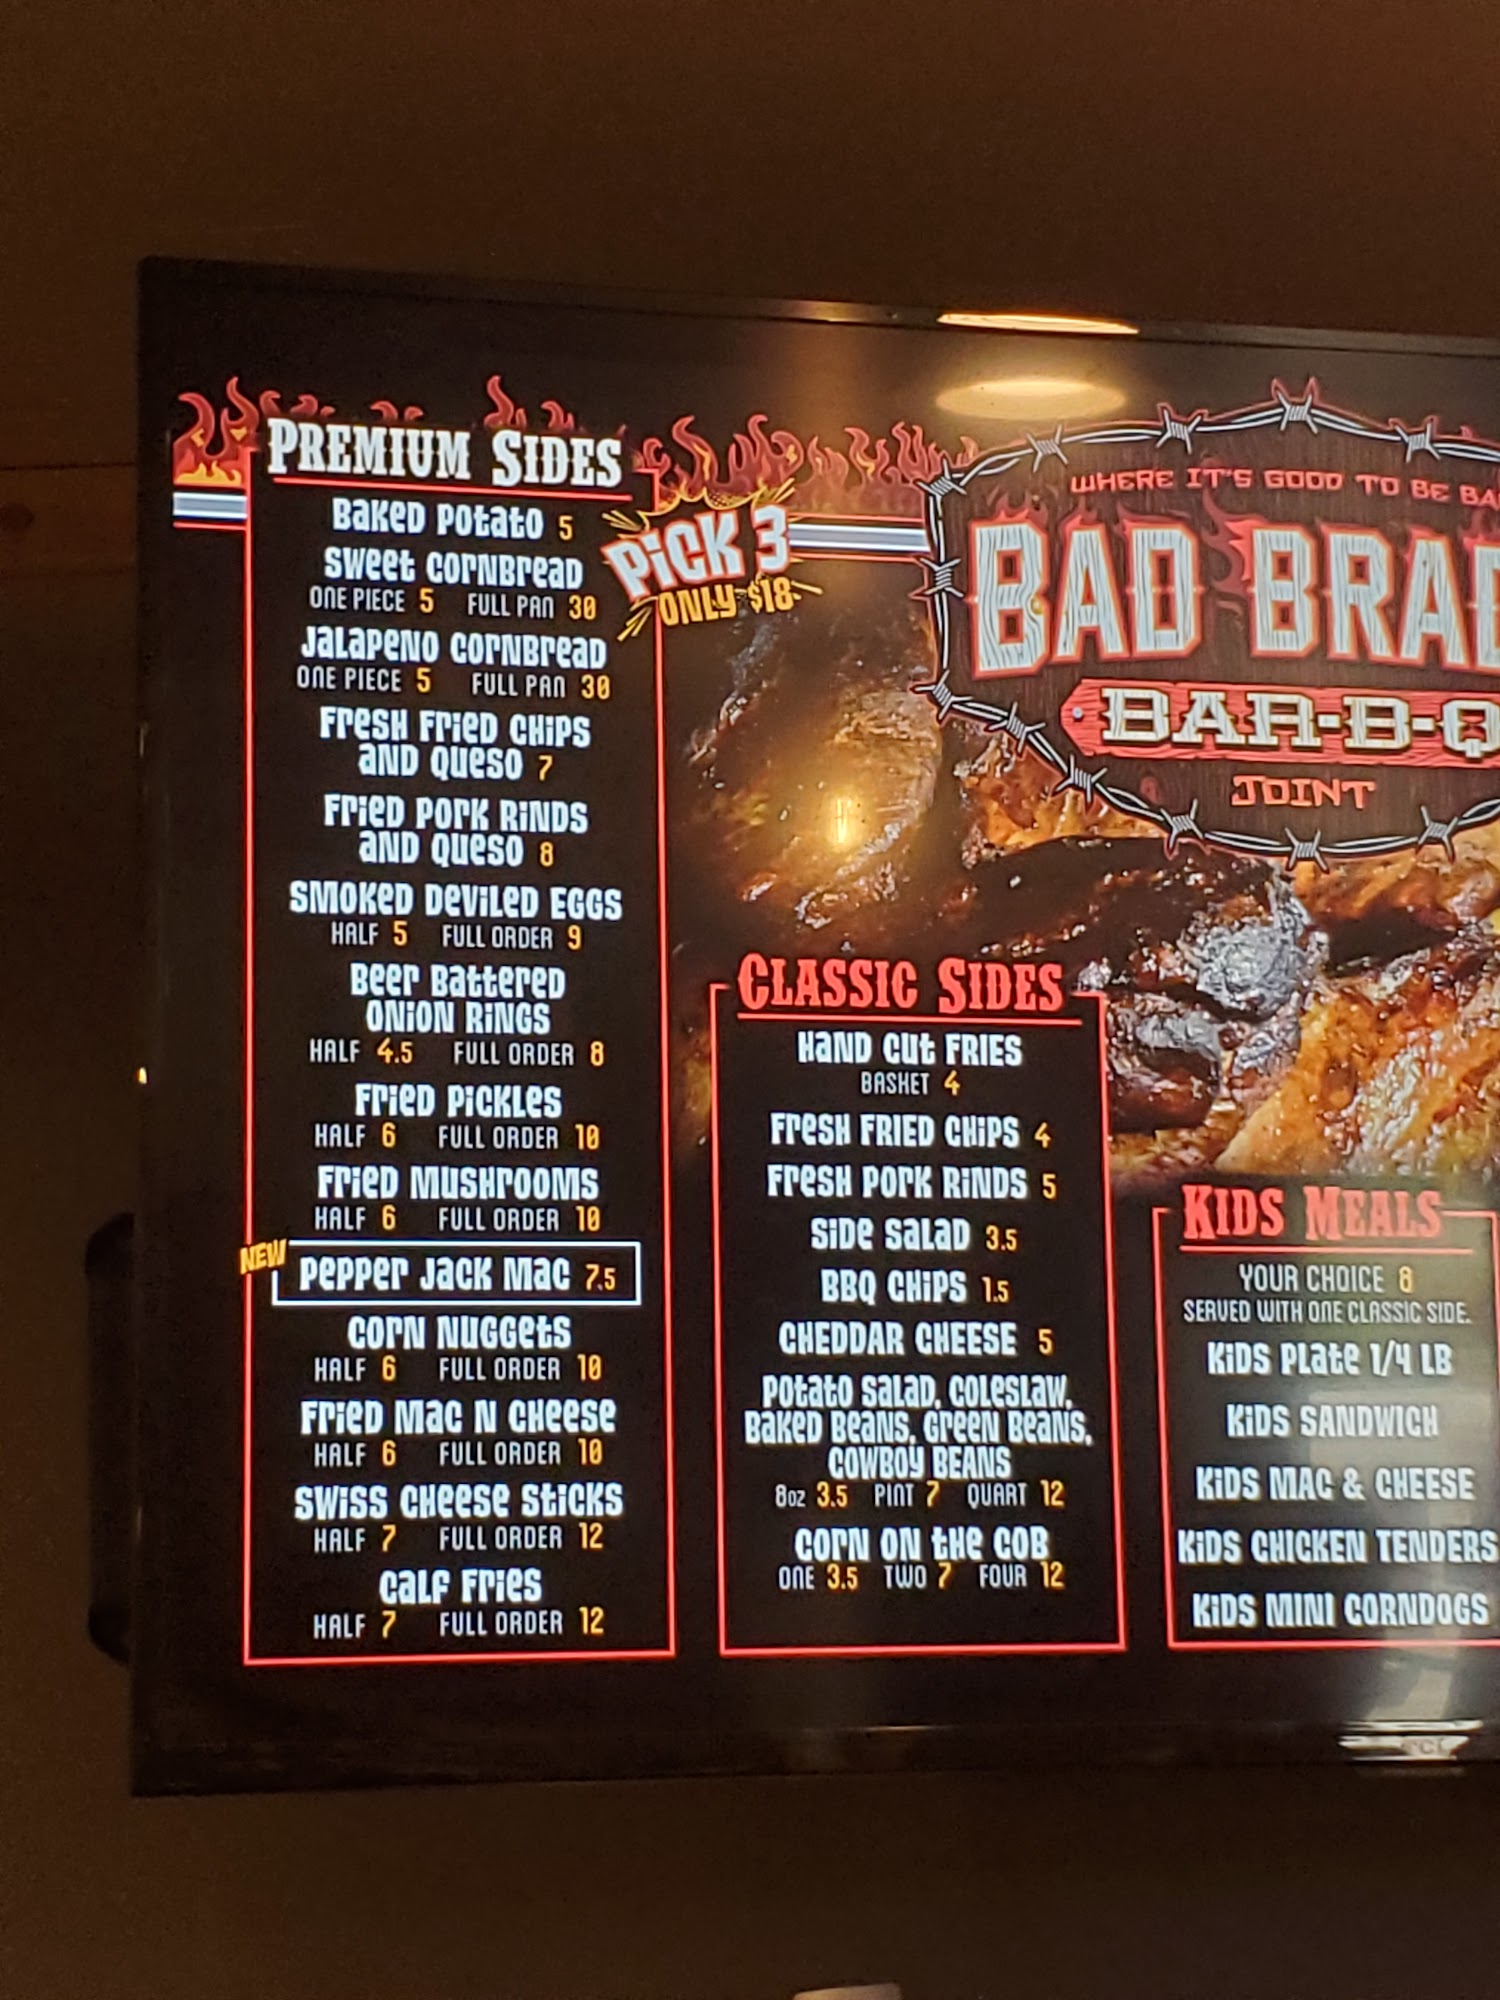 Premium Sides
Baked Potato 5
Sweet Cornbread
One Piece 5 Full Pan 30
Jalapeno Cornbread
One Piece 5 Full Pan 30
Fresh Fried Chips
and Queso 7
Fried Pork Rinds
and Queso 8
Smoked Deviled Eggs
Half 5 Full Order 9
Beer Battered
Onion Rings
Half 4.5 Full Order 8
Fried Pickles
Half 6 Full Order 10
Fried Mushrooms
Half 6 Full Order 10
NEW
Pepper Jack Mac 7.5
Corn Nuggets
Half 6 Full Order 10
Fried Mac N Cheese
Half 6 Full Order 10
Swiss Cheese Sticks
Half 7 Full Order 12
Calf Fries
Half 7 Full Order 12
Pick 3
Only $18
Where It's Good To Be Ba
Bad Brad
Bar-B-Q
Joint
Classic Sides
Hand Cut Fries
Basket 4
Fresh Fried Chips 4
Fresh Pork Rinds 5
Side Salad 3.5
BBQ Chips 1.5
Cheddar Cheese 5
Potato Salad, Coleslaw,
Baked Beans, Green Beans,
Cowboy Beans
8oz 3.5 Pint 7 Quart 12
Corn On The Cob
One 3.5 Two 7 Four 12
Kids Meals
Your Choice 8
Served With One Classic Side.
Kids Plate 1/4 LB
Kids Sandwich
Kids Mac & Cheese
Kids Chicken Tenders
Kids Mini Corndogs